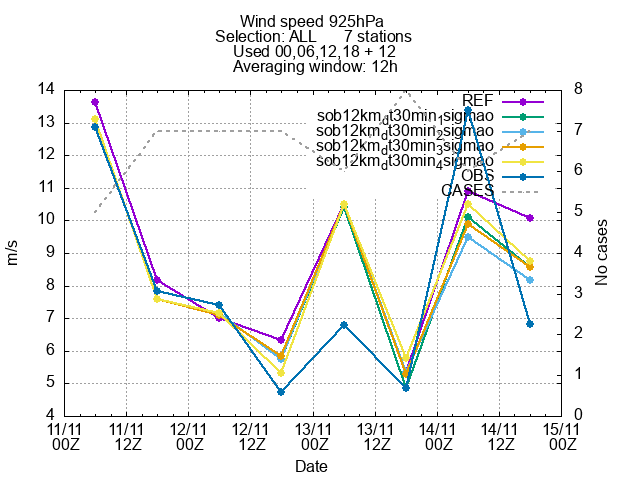 Wind speed 925hPa
Selection: ALL 7 stations
Used 00,06,12,18 + 12
Averaging window: 12h
14
13
12
11
10
9
8
7
6
5
4
8
7
6
5
4
3
2
1
0
m/s
No cases
REF
sob12km_dt30min_1sigmao
sob12km_dt30min_2sigmao
sob12km_dt30min_3sigmao
sob12km_dt30min_4sigmao
OBS
CASES
11/11 11/11 12/11 12/11 13/11 13/11 14/11 14/11 15/11
00Z 12Z 00Z 12Z 00Z 12Z 00Z 12Z 00Z
Date